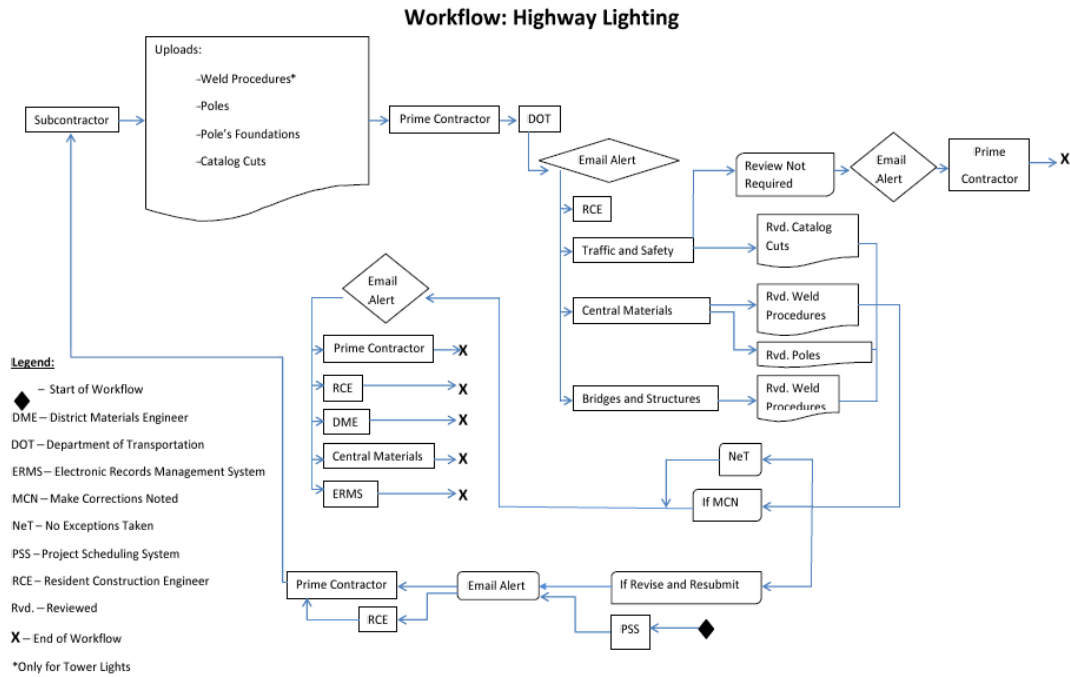 Workflow: Highway Lighting
Uploads:
-Weld Procedures*
-Poles
-Pole's Foundations
-Catalog Cuts
Subcontractor
Prime Contractor
DOT
Email Alert
Review Not
Required
Email
Alert
Prime
Contractor
X
RCE
Traffic and Safety
Rvd. Catalog
Cuts
Central Materials
Rvd. Weld
Procedures
Rvd. Poles
Bridges and Structures
Rvd. Weld
Procedures
Email
Alert
Prime Contractor
X
RCE
X
DME
X
Central Materials
X
ERMS
X
NeT
If MCN
If Revise and Resubmit
Email Alert
Prime Contractor
RCE
PSS
Legend:
– Start of Workflow
DME – District Materials Engineer
DOT – Department of Transportation
ERMS – Electronic Records Management System
MCN – Make Corrections Noted
NeT – No Exceptions Taken
PSS – Project Scheduling System
RCE – Resident Construction Engineer
Rvd. – Reviewed
X – End of Workflow
*Only for Tower Lights